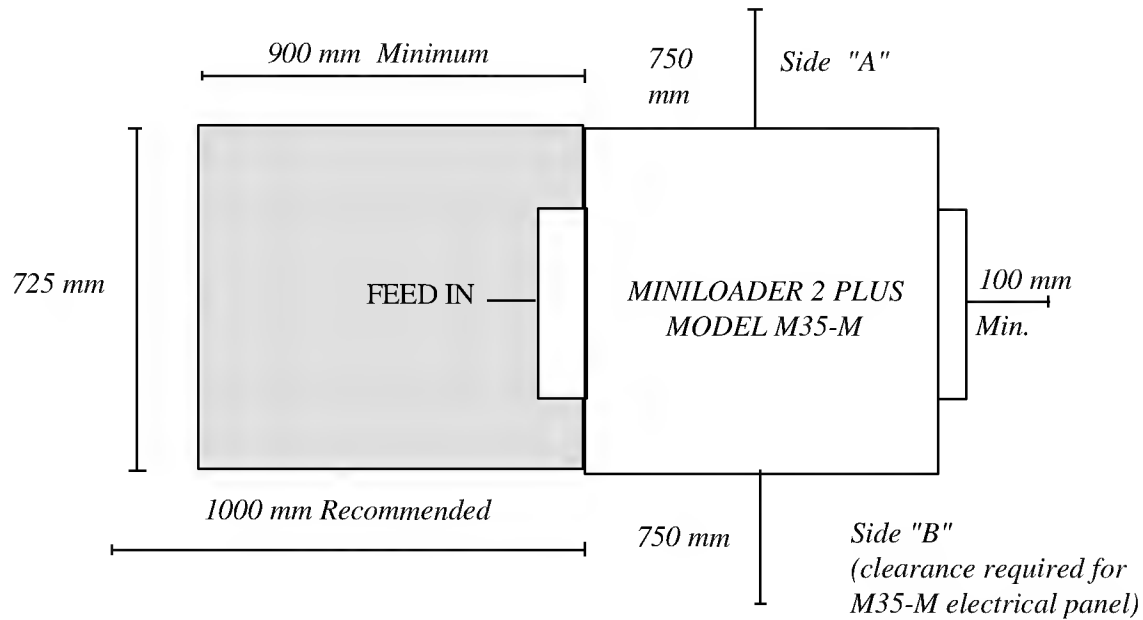 900 mm Minimum
750
mm
Side "A"
725 mm
FEED IN
MINILOADER 2 PLUS
MODEL M35-M
100 mm
Min.
1000 mm Recommended
750 mm
Side "B"
(clearance required for
M35-M electrical panel)